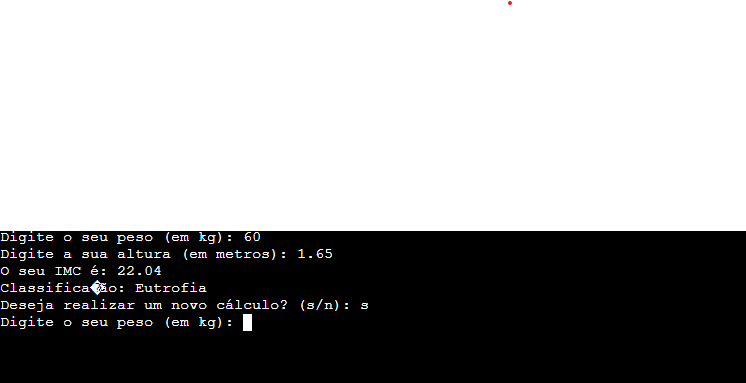 Digite o seu peso (em kg): 60
Digite a sua altura (em metros): 1.65
O seu IMC é: 22.04
Classifica�ão: Eutrofia
Deseja realizar um novo cálculo? (s/n): s
Digite o seu peso (em kg):